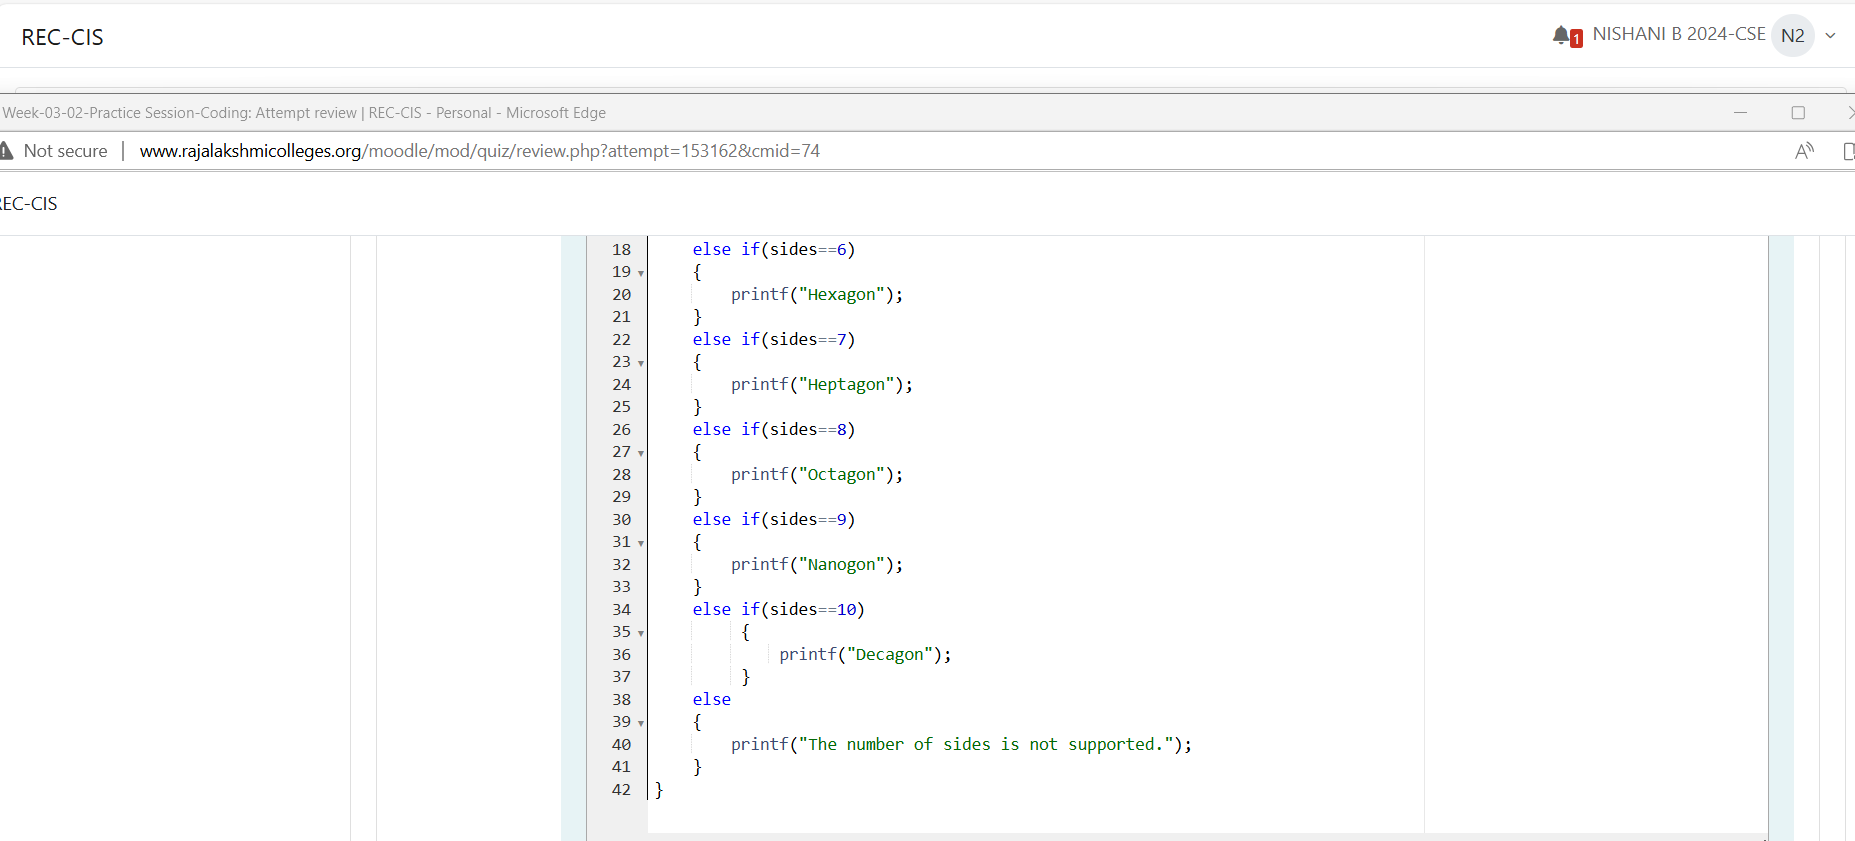 REC-CIS
1 NISHANI B 2024-CSE N2
Week-03-02-Practice Session-Coding: Attempt review | REC-CIS - Personal - Microsoft Edge
Not secure | www.rajalakshmicolleges.org/moodle/mod/quiz/review.php?attempt=153162&cmid=74
REC-CIS
18 else if(sides==6)
19 {
20 printf("Hexagon");
21 }
22 else if(sides==7)
23 {
24 printf("Heptagon");
25 }
26 else if(sides==8)
27 {
28 printf("Octagon");
29 }
30 else if(sides==9)
31 {
32 printf("Nanogon");
33 }
34 else if(sides==10)
35 {
36 printf("Decagon");
37 }
38 else
39 {
40 printf("The number of sides is not supported.");
41 }
42 }